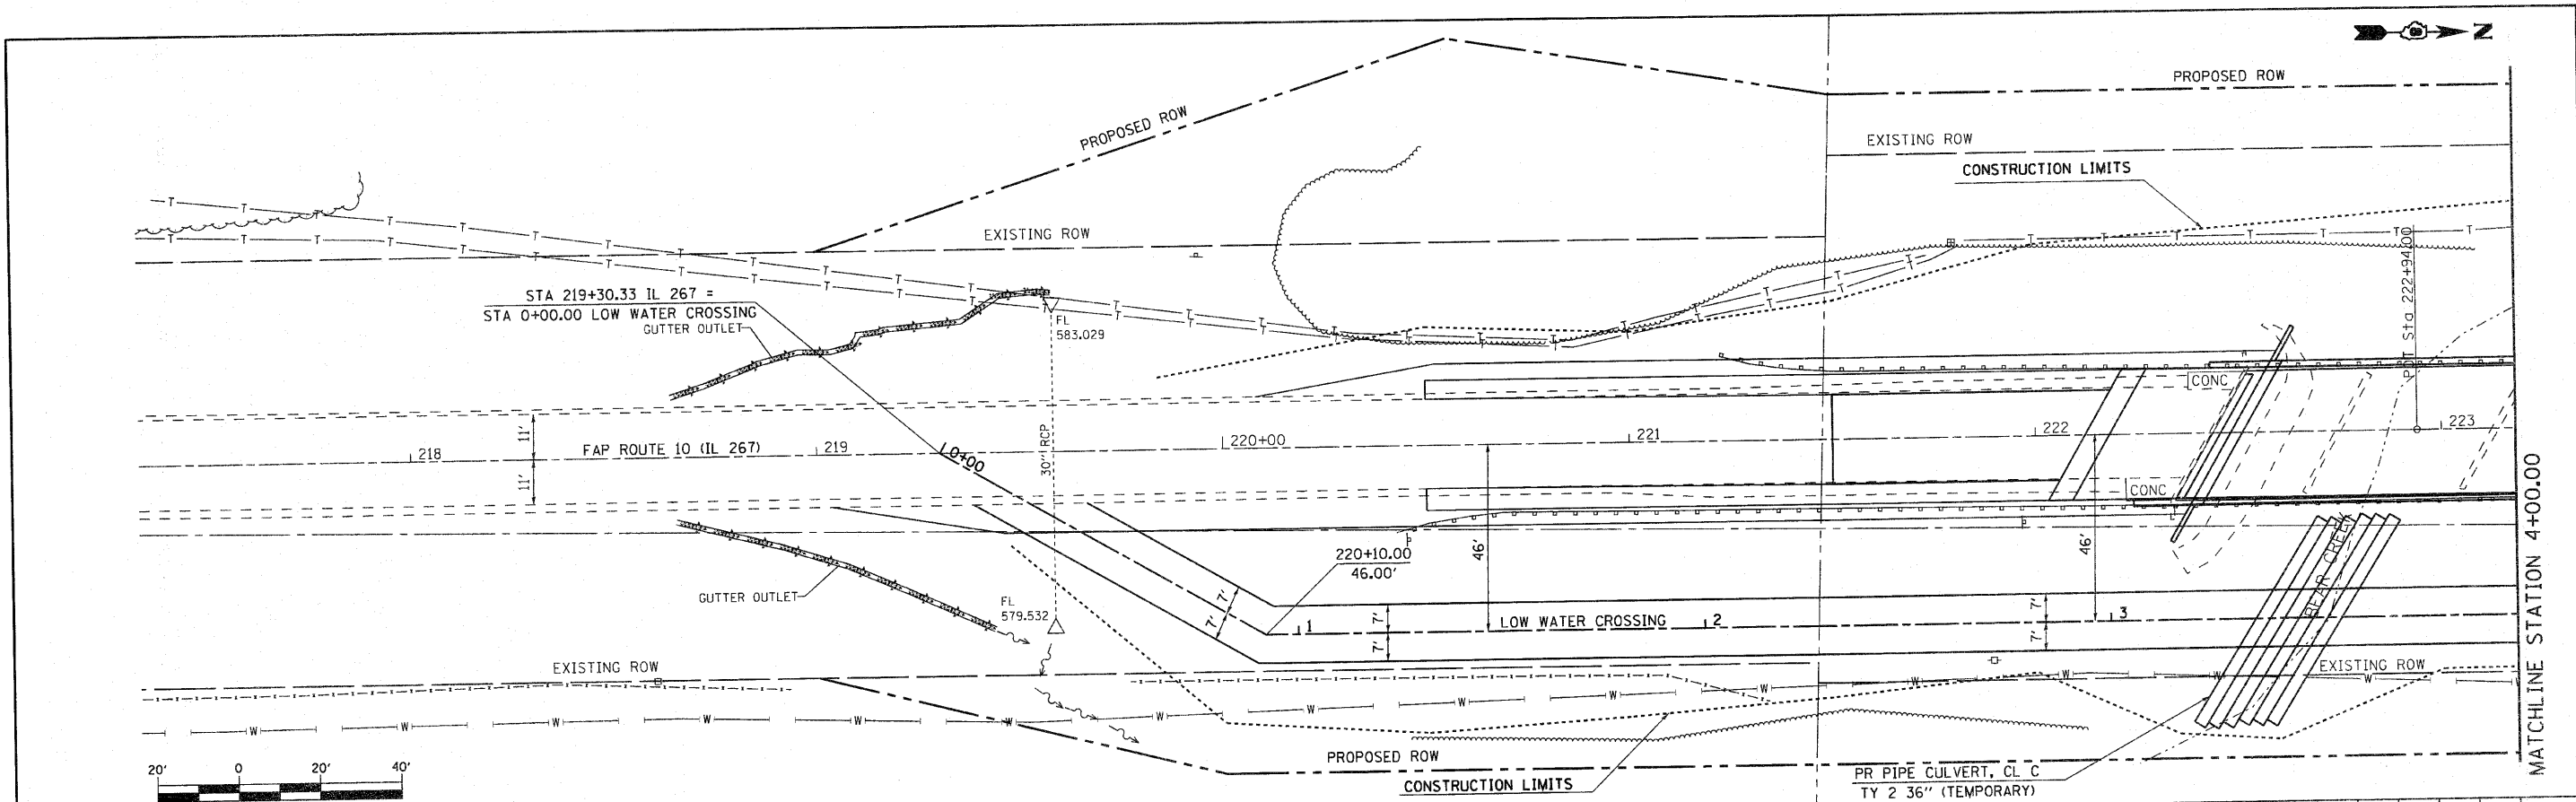 N
PROPOSED ROW
PROPOSED ROW
EXISTING ROW
CONSTRUCTION LIMITS
EXISTING ROW
T T T T T T T
STA 219+30.33 IL 267 =
STA 0+00.00 LOW WATER CROSSING
GUTTER OUTLET
FL
583.029
POT Sta 222+94.00
CONC
11'
11'
218
FAP ROUTE 10 (IL 267)
219
0+00
30" RCP
220+00
221
222
223
CONC
46'
46'
220+10.00
46.00'
GUTTER OUTLET
FL
579.532
7'
7'
7'
7'
7'
7'
1
LOW WATER CROSSING
2
3
BEAR CREEK
EXISTING ROW
EXISTING ROW
W W W W W W W
PROPOSED ROW
CONSTRUCTION LIMITS
PR PIPE CULVERT, CL C
TY 2 36" (TEMPORARY)
MATCHLINE STATION 4+00.00
20' 0 20' 40'